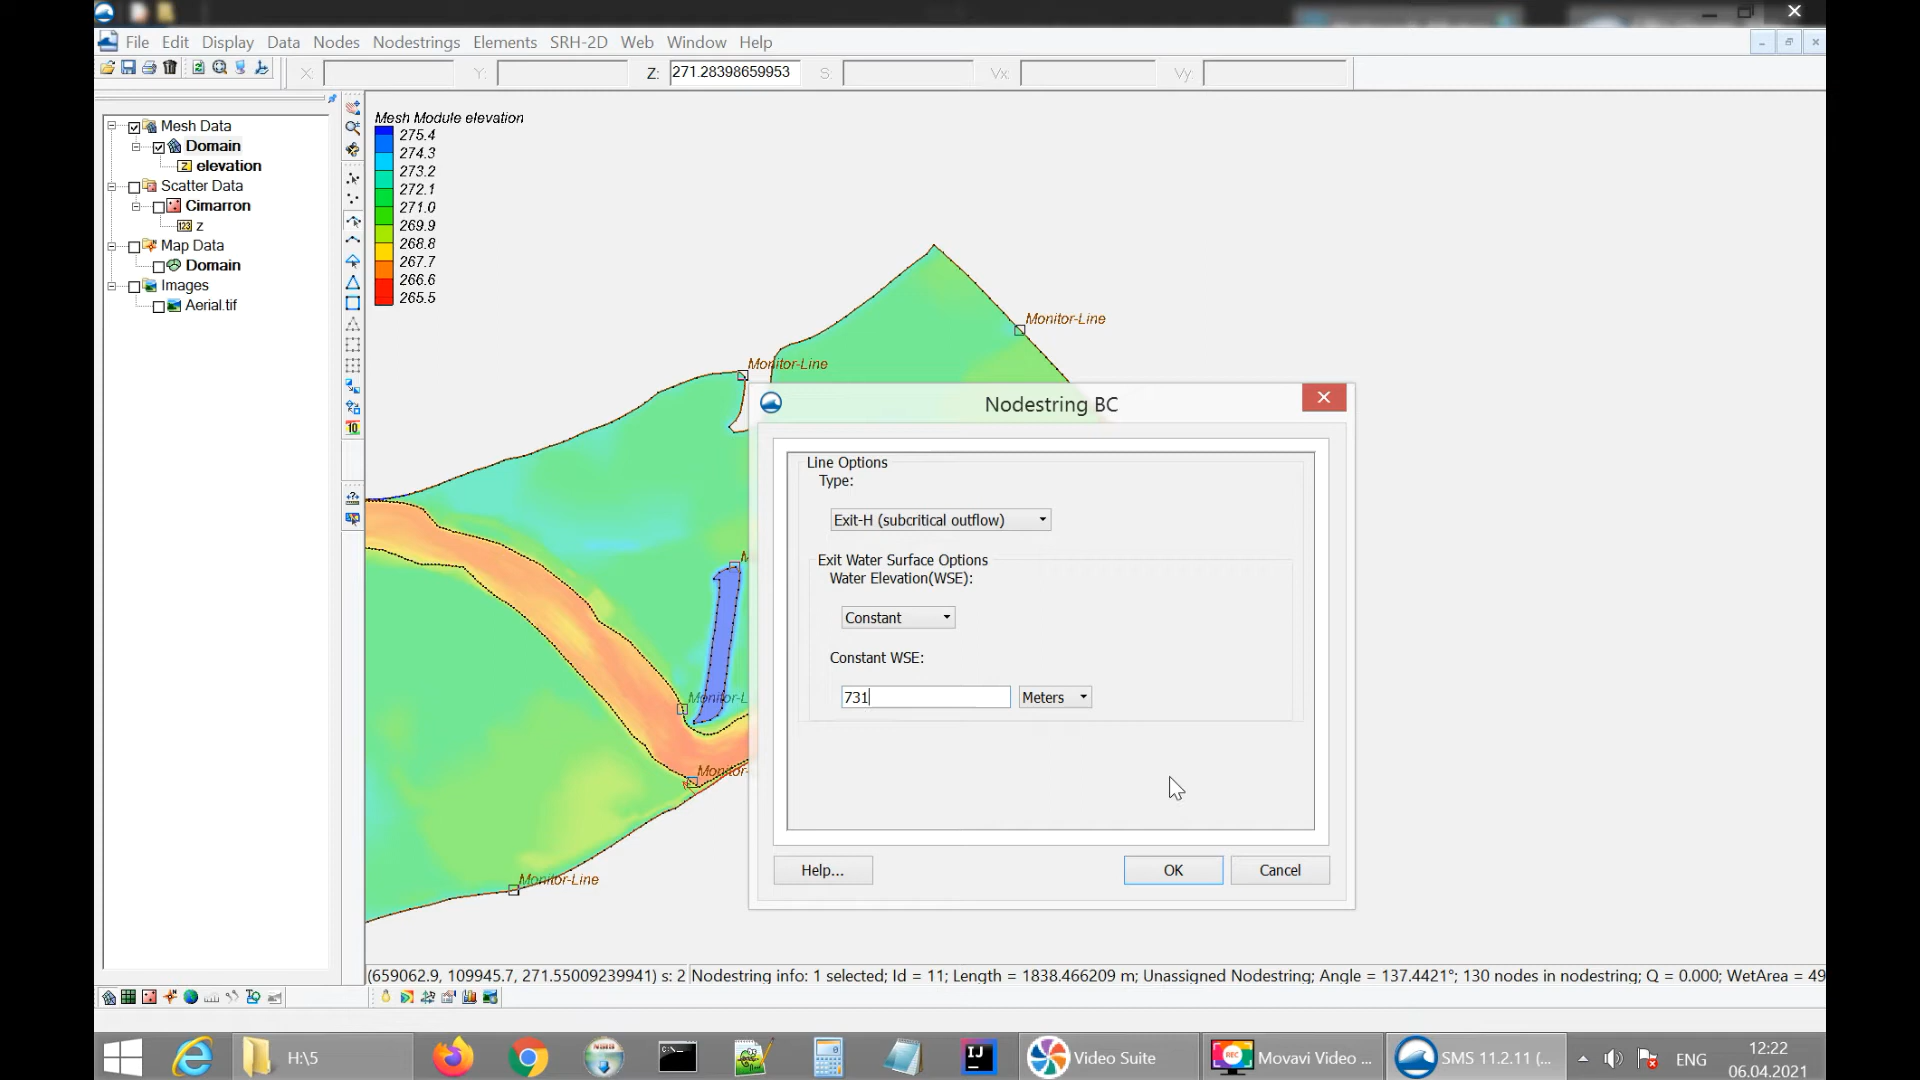 File Edit Display Data Nodes Nodestrings Elements SRH-2D Web Window Help
X: Y: Z: 271.28398659953 S: Vx: Vy:
Mesh Data
Domain
elevation
Scatter Data
Cimarron
z
Map Data
Domain
Images
Aerial.tif
Mesh Module elevation
275.4
274.3
273.2
272.1
271.0
269.9
268.8
267.7
266.6
265.5
Monitor-Line
Monitor-Line
Monitor-L
Monitor-
Monitor-Line
Nodestring BC
Line Options
Type:
Exit-H (subcritical outflow)
Exit Water Surface Options
Water Elevation(WSE):
Constant
Constant WSE:
731 Meters
Help... OK Cancel
(659062.9, 109945.7, 271.55009239941) s: 2 Nodestring info: 1 selected; Id = 11; Length = 1838.466209 m; Unassigned Nodestring; Angle = 137.4421°; 130 nodes in nodestring; Q = 0.000; WetArea = 49
H:\5 Video Suite Movavi Video ... SMS 11.2.11 (... ENG 12:22
06.04.2021